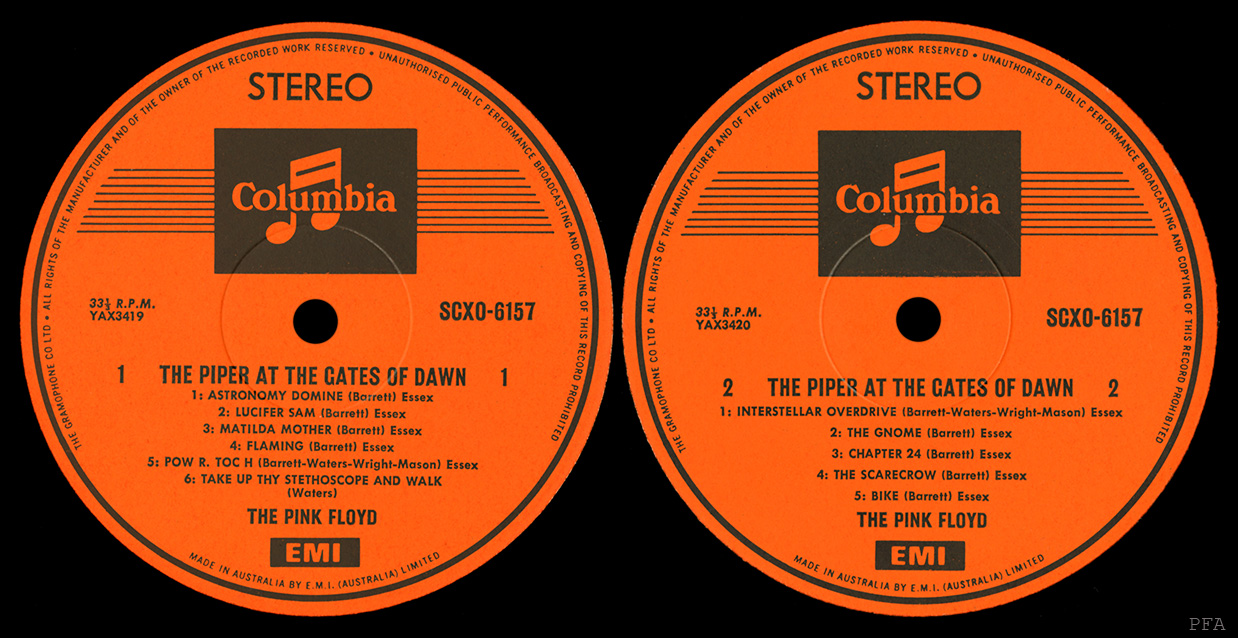 THE GRAMOPHONE CO LTD • ALL RIGHTS OF THE MANUFACTURER AND OF THE OWNER OF THE RECORDED WORK RESERVED • UNAUTHORISED PUBLIC PERFORMANCE BROADCASTING AND COPYING OF THIS RECORD PROHIBITED
STEREO
Columbia
33⅓ R.P.M.
YAX3419
SCXO-6157
1 THE PIPER AT THE GATES OF DAWN 1
1: ASTRONOMY DOMINE (Barrett) Essex
2: LUCIFER SAM (Barrett) Essex
3: MATILDA MOTHER (Barrett) Essex
4: FLAMING (Barrett) Essex
5: POW R. TOC H (Barrett-Waters-Wright-Mason) Essex
6: TAKE UP THY STETHOSCOPE AND WALK
(Waters)
THE PINK FLOYD
EMI
MADE IN AUSTRALIA BY E.M.I. (AUSTRALIA) LIMITED
THE GRAMOPHONE CO LTD • ALL RIGHTS OF THE MANUFACTURER AND OF THE OWNER OF THE RECORDED WORK RESERVED • UNAUTHORISED PUBLIC PERFORMANCE BROADCASTING AND COPYING OF THIS RECORD PROHIBITED
STEREO
Columbia
33⅓ R.P.M.
YAX3420
SCXO-6157
2 THE PIPER AT THE GATES OF DAWN 2
1: INTERSTELLAR OVERDRIVE (Barrett-Waters-Wright-Mason) Essex
2: THE GNOME (Barrett) Essex
3: CHAPTER 24 (Barrett) Essex
4: THE SCARECROW (Barrett) Essex
5: BIKE (Barrett) Essex
THE PINK FLOYD
EMI
MADE IN AUSTRALIA BY E.M.I. (AUSTRALIA) LIMITED
PFA